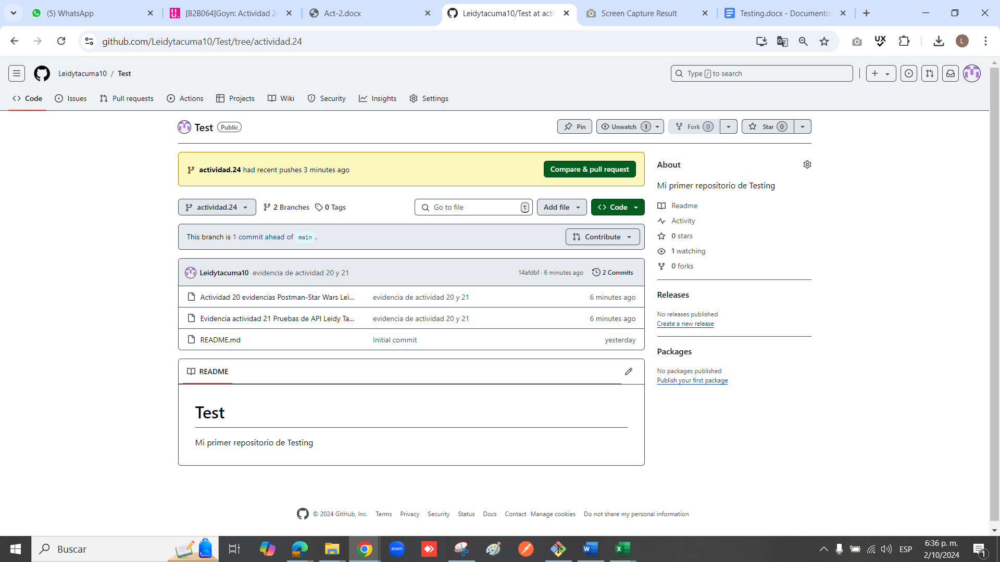 (5) WhatsApp
[B2B064]Goyn: Actividad 24
Act-2.docx
Leidytacuma10/Test at acti
Screen Capture Result
Testing.docx - Documentos
github.com/Leidytacuma10/Test/tree/actividad.24
L
Leidytacuma10 / Test
Type / to search
Code
Issues
Pull requests
Actions
Projects
Wiki
Security
Insights
Settings
Test Public
Pin
Unwatch 1
Fork 0
Star 0
actividad.24 had recent pushes 3 minutes ago
Compare & pull request
actividad.24
2 Branches
0 Tags
Go to file t
Add file
Code
This branch is 1 commit ahead of main .
Contribute
Leidytacuma10 evidencia de actividad 20 y 21
14afdbf · 6 minutes ago
2 Commits
Actividad 20 evidencias Postman-Star Wars Lei... evidencia de actividad 20 y 21 6 minutes ago
Evidencia actividad 21 Pruebas de API Leidy Ta... evidencia de actividad 20 y 21 6 minutes ago
README.md Initial commit yesterday
README
Test
Mi primer repositorio de Testing
About
Mi primer repositorio de Testing
Readme
Activity
0 stars
1 watching
0 forks
Releases
No releases published
Create a new release
Packages
No packages published
Publish your first package
© 2024 GitHub, Inc. Terms Privacy Security Status Docs Contact Manage cookies Do not share my personal information
Buscar
zoom
ESP
6:36 p. m.
2/10/2024
1